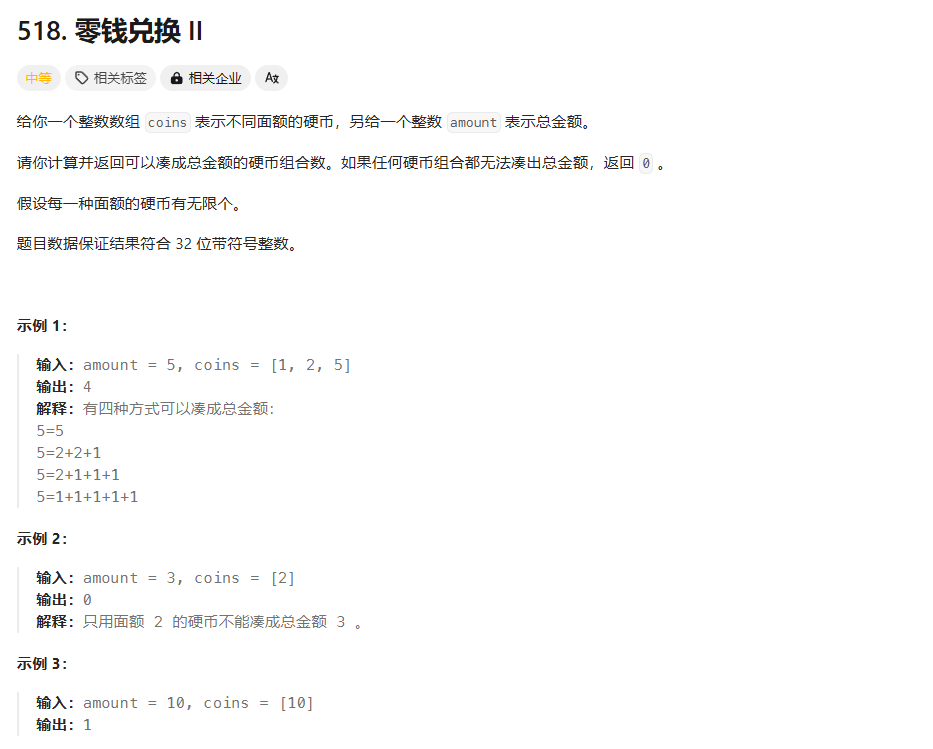 518. 零钱兑换 II
中等 相关标签 相关企业 Ax
给你一个整数数组 coins 表示不同面额的硬币，另给一个整数 amount 表示总金额。
请你计算并返回可以凑成总金额的硬币组合数。如果任何硬币组合都无法凑出总金额，返回 0 。
假设每一种面额的硬币有无限个。
题目数据保证结果符合 32 位带符号整数。
示例 1：
输入：amount = 5, coins = [1, 2, 5]
输出：4
解释：有四种方式可以凑成总金额：
5=5
5=2+2+1
5=2+1+1+1
5=1+1+1+1+1
示例 2：
输入：amount = 3, coins = [2]
输出：0
解释：只用面额 2 的硬币不能凑成总金额 3 。
示例 3：
输入：amount = 10, coins = [10]
输出：1